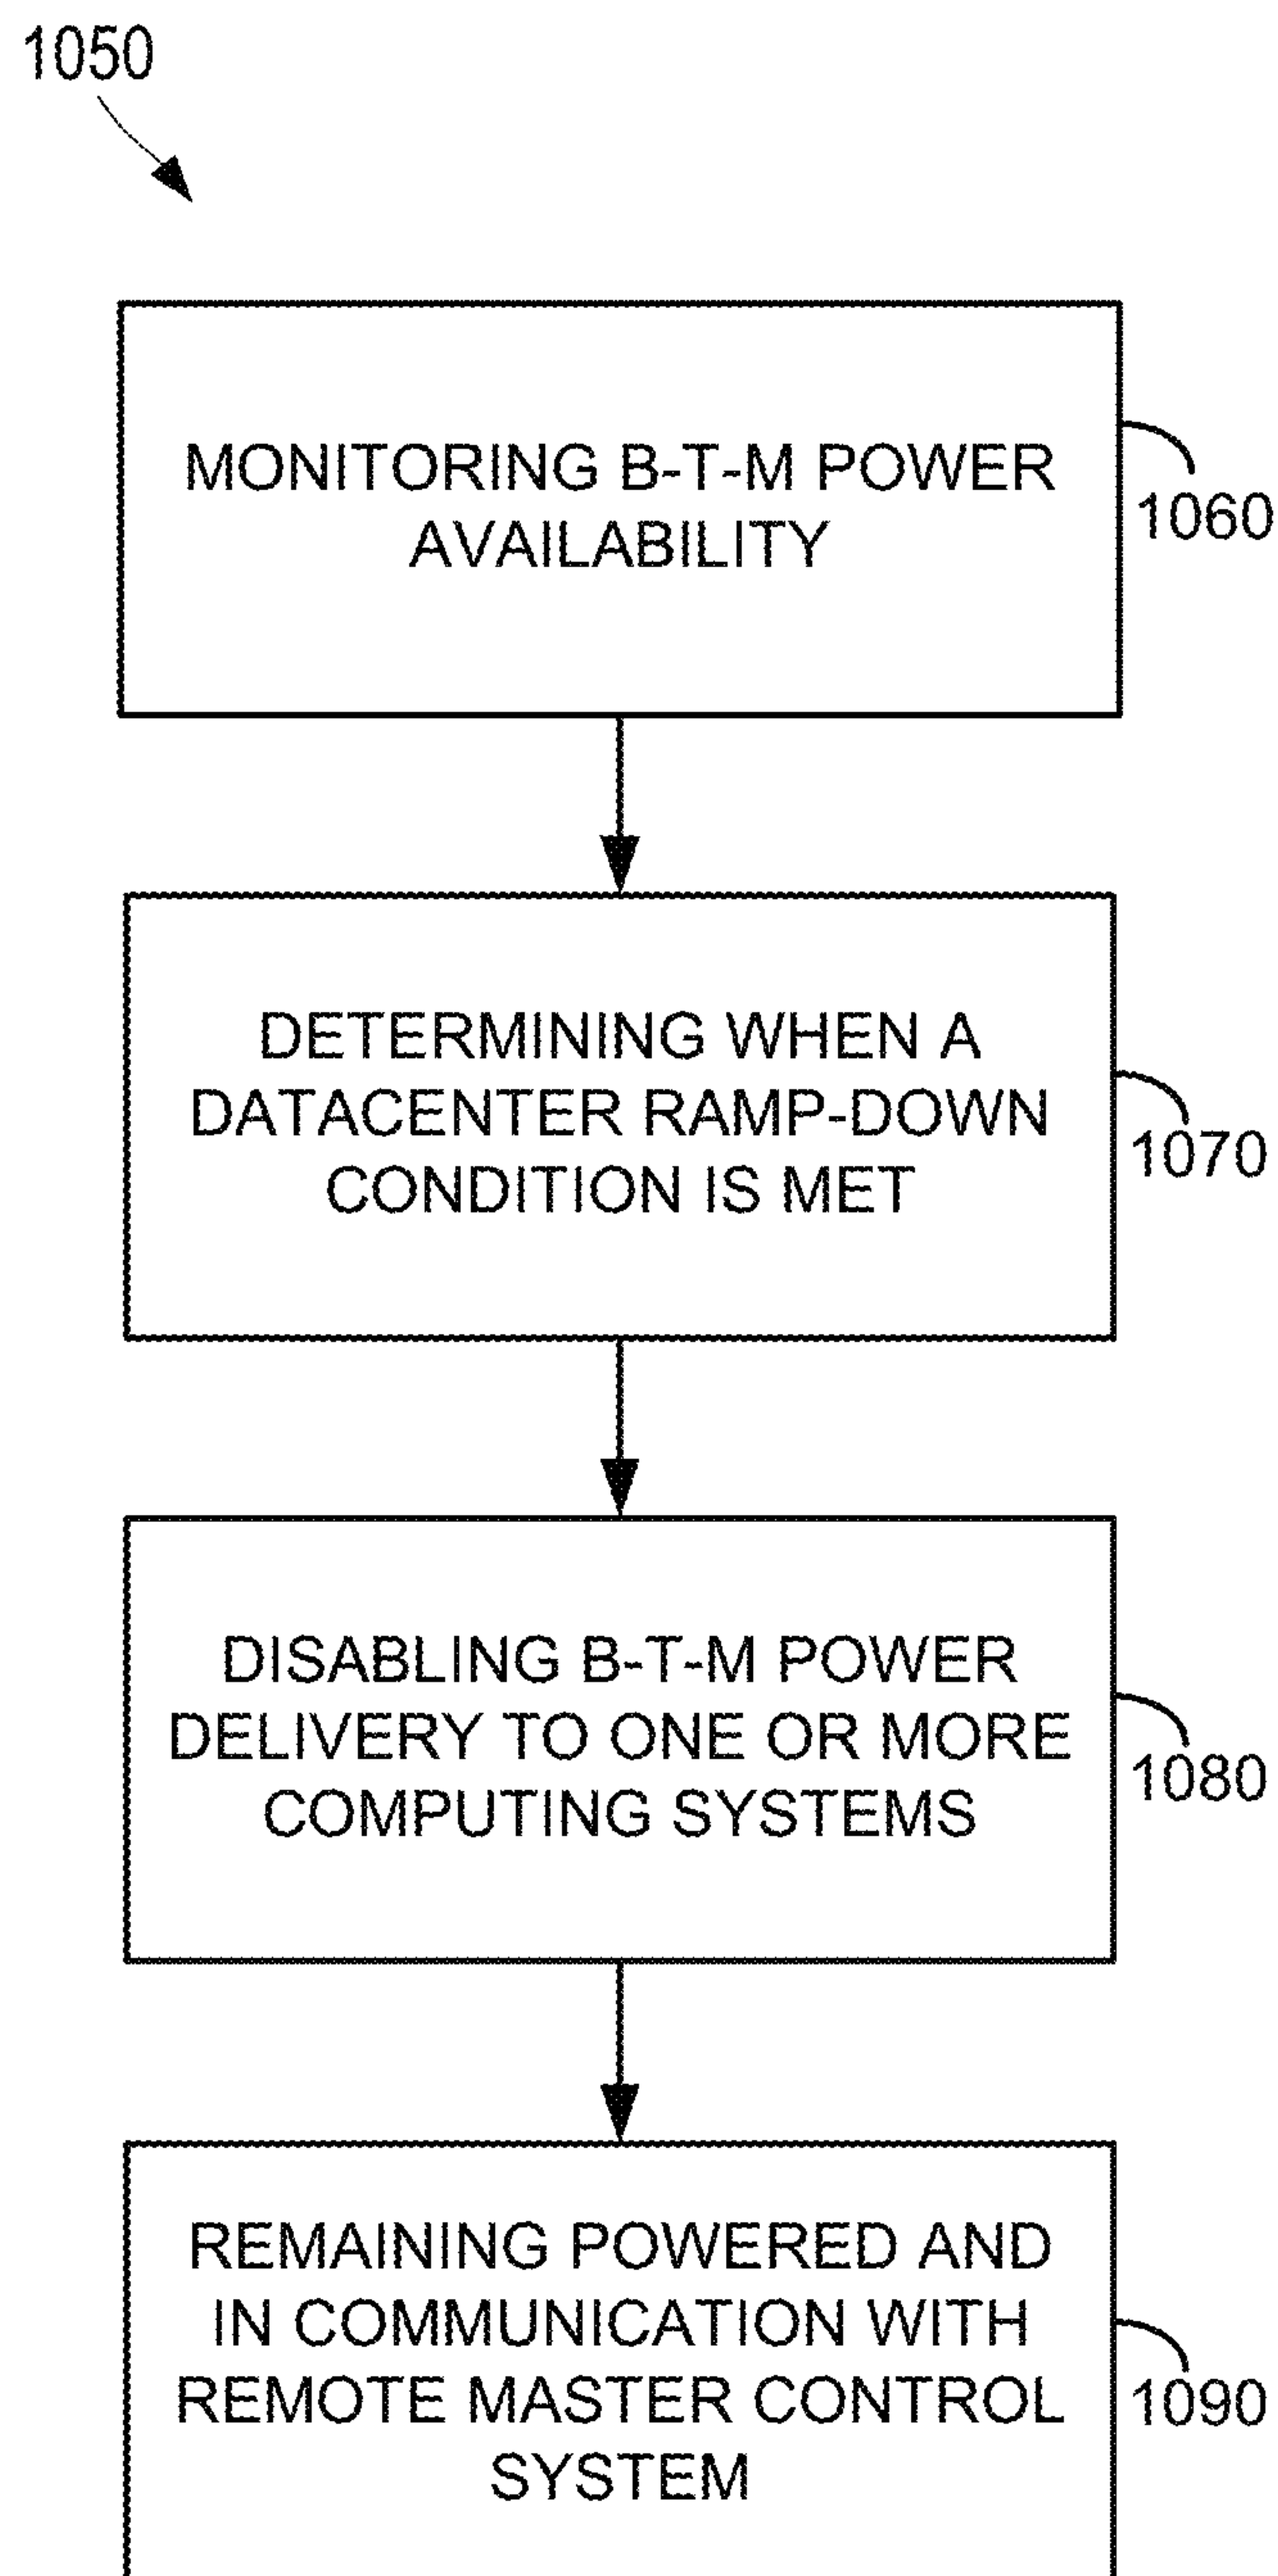 1050
MONITORING B-T-M POWER
AVAILABILITY
1060
DETERMINING WHEN A
DATACENTER RAMP-DOWN
CONDITION IS MET
1070
DISABLING B-T-M POWER
DELIVERY TO ONE OR MORE
COMPUTING SYSTEMS
1080
REMAINING POWERED AND
IN COMMUNICATION WITH
REMOTE MASTER CONTROL
SYSTEM
1090